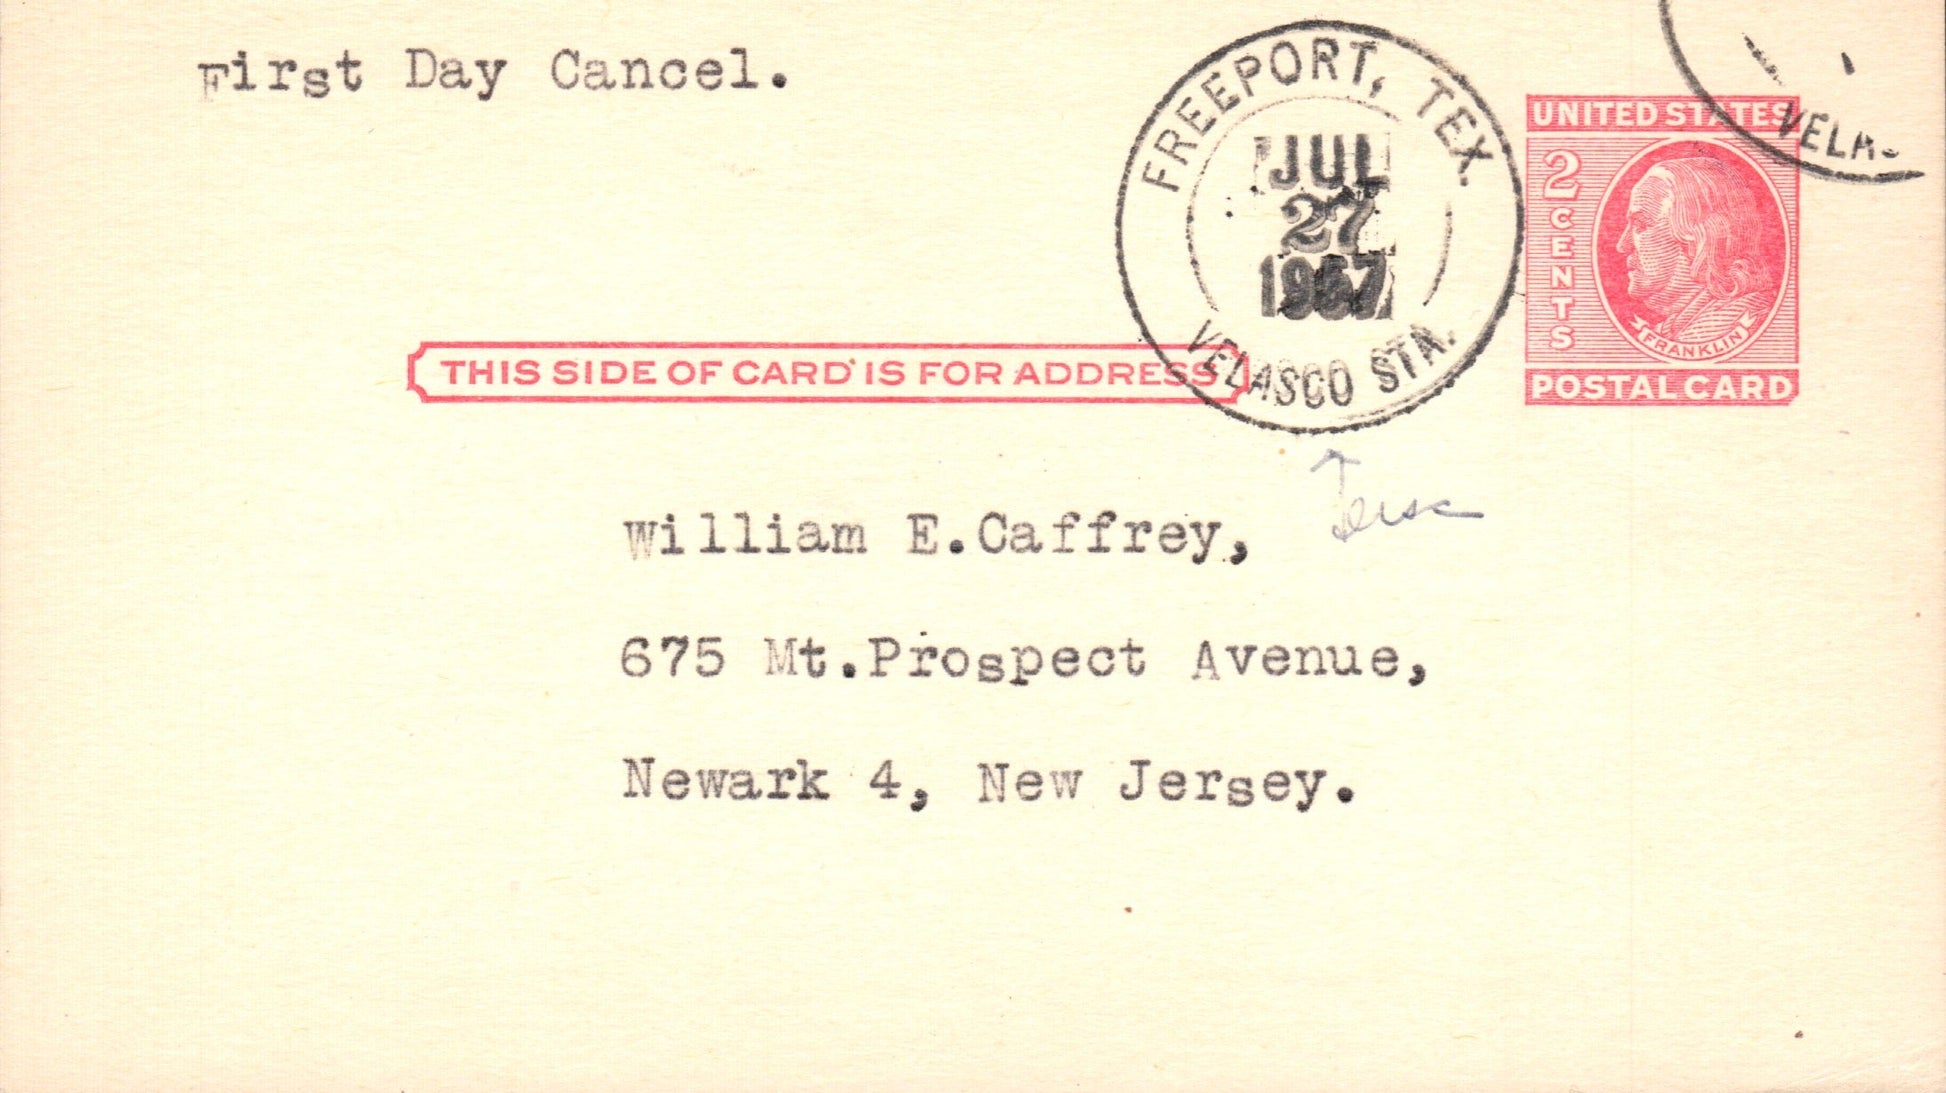 First Day Cancel.
FREEPORT, TEX.
JUL
27
1957
VELASCO STA.
VELA
UNITED STATES
2 CENTS
FRANKLIN
POSTAL CARD
THIS SIDE OF CARD IS FOR ADDRESS
William E.Caffrey,
675 Mt.Prospect Avenue,
Newark 4, New Jersey.